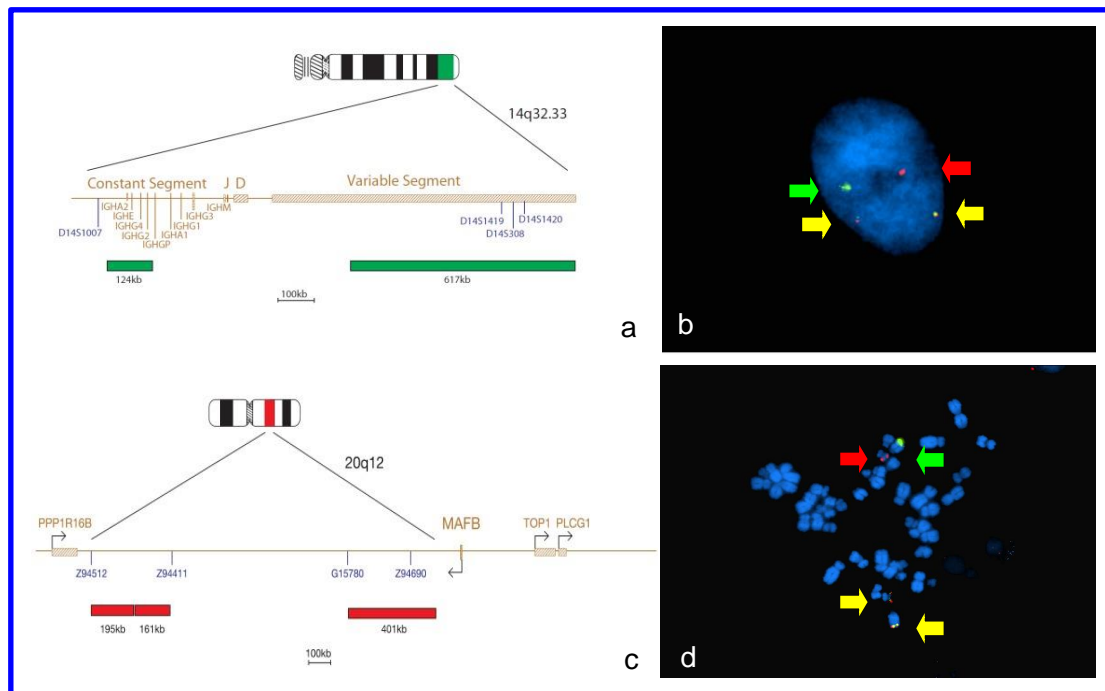 14q32.33
Constant Segment J D Variable Segment
IGHA2
IGHE
IGHG4
IGHG2
IGHGP
IGHA1
IGHG1
IGHG3
IGHM
D14S1007
D14S1419
D14S308
D14S1420
124kb
617kb
100kb
a
b
20q12
PPP1R16B
MAFB
TOP1 PLCG1
Z94512
Z94411
G15780
Z94690
195kb
161kb
401kb
100kb
c
d